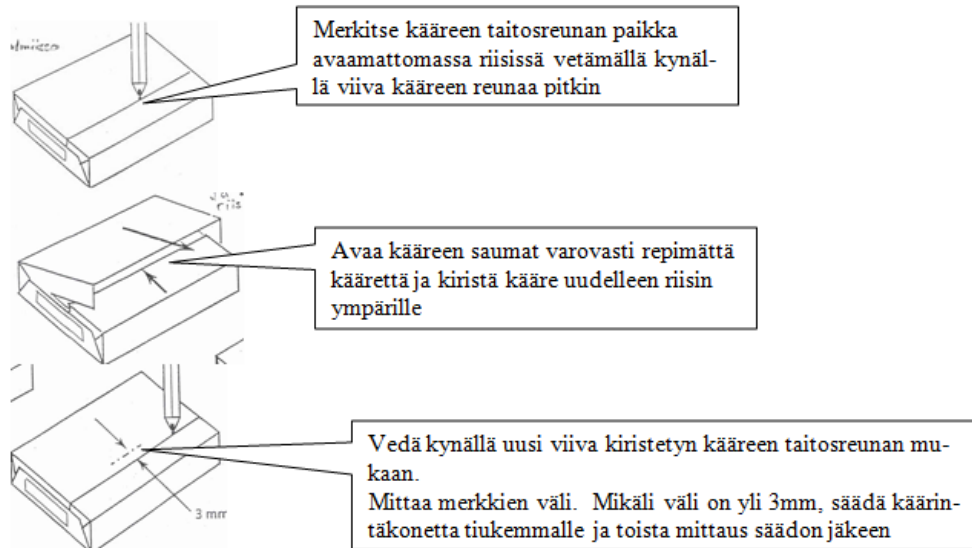 Merkitse kääreen taitosreunan paikka
avaamattomassa riisissä vetämällä kynäl-
lä viiva kääreen reunaa pitkin
riis
Avaa kääreen saumat varovasti repimättä
käärettä ja kiristä kääre uudelleen riisin
ympärille
Vedä kynällä uusi viiva kiristetyn kääreen taitosreunan mu-
kaan.
Mittaa merkkien väli. Mikäli väli on yli 3mm, säädä käärin-
täkonetta tiukemmalle ja toista mittaus säädon jäkeen
3 mm